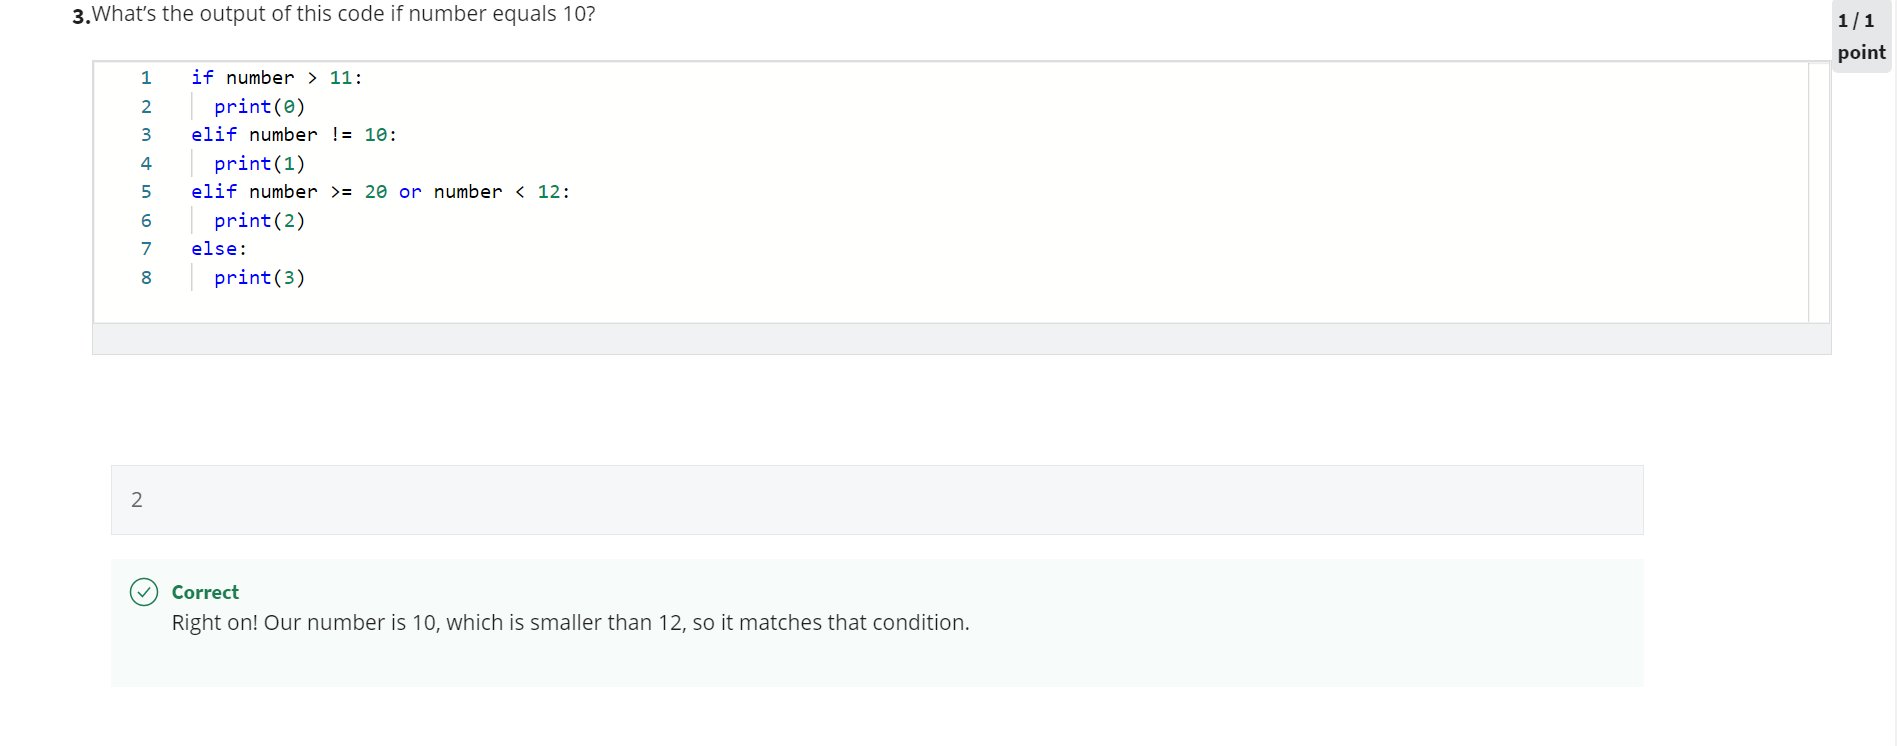 3.What's the output of this code if number equals 10?
1 / 1
point
1 if number > 11:
2 print(0)
3 elif number != 10:
4 print(1)
5 elif number >= 20 or number < 12:
6 print(2)
7 else:
8 print(3)
2
Correct
Right on! Our number is 10, which is smaller than 12, so it matches that condition.